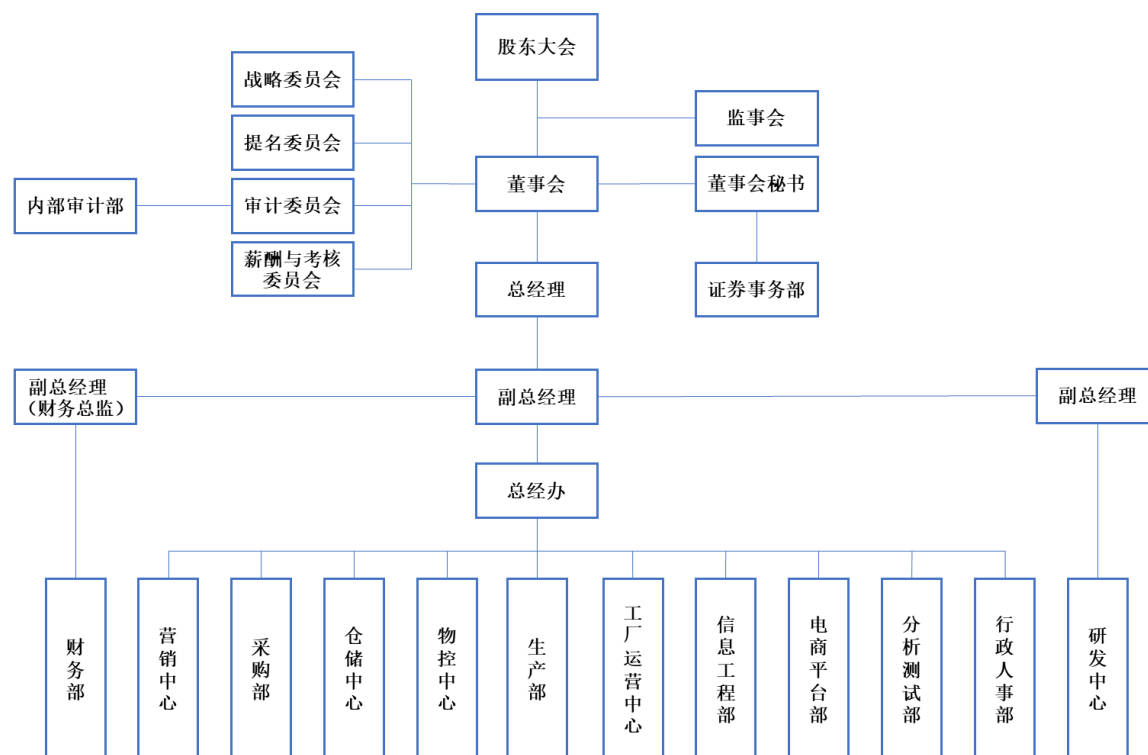 股东大会
战略委员会
监事会
提名委员会
董事会
董事会秘书
内部审计部
审计委员会
薪酬与考核
委员会
总经理
证券事务部
副总经理
（财务总监）
副总经理
副总经理
总经办
财务部
营销中心
采购部
仓储中心
物控中心
生产部
工厂运营中心
信息工程部
电商平台部
分析测试部
行政人事部
研发中心